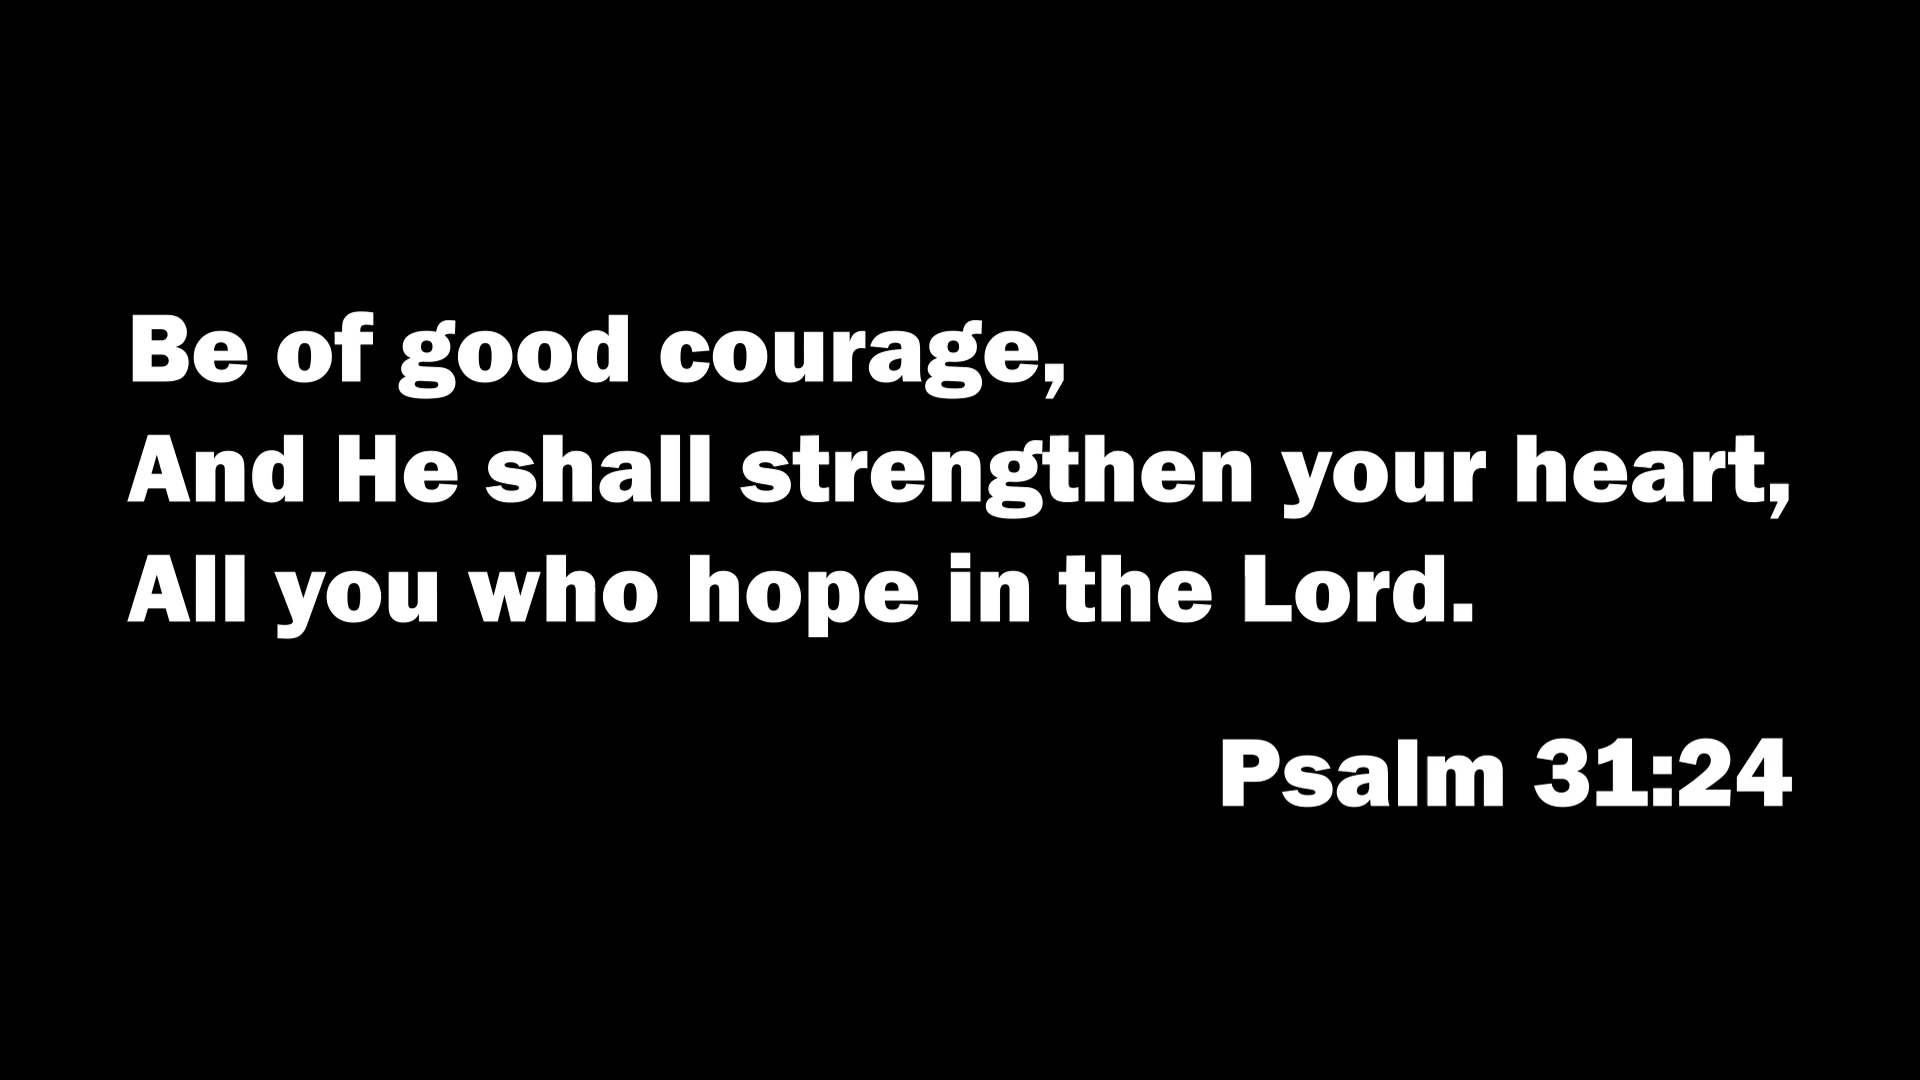 Be of good courage,
And He shall strengthen your heart,
All you who hope in the Lord.
Psalm 31:24